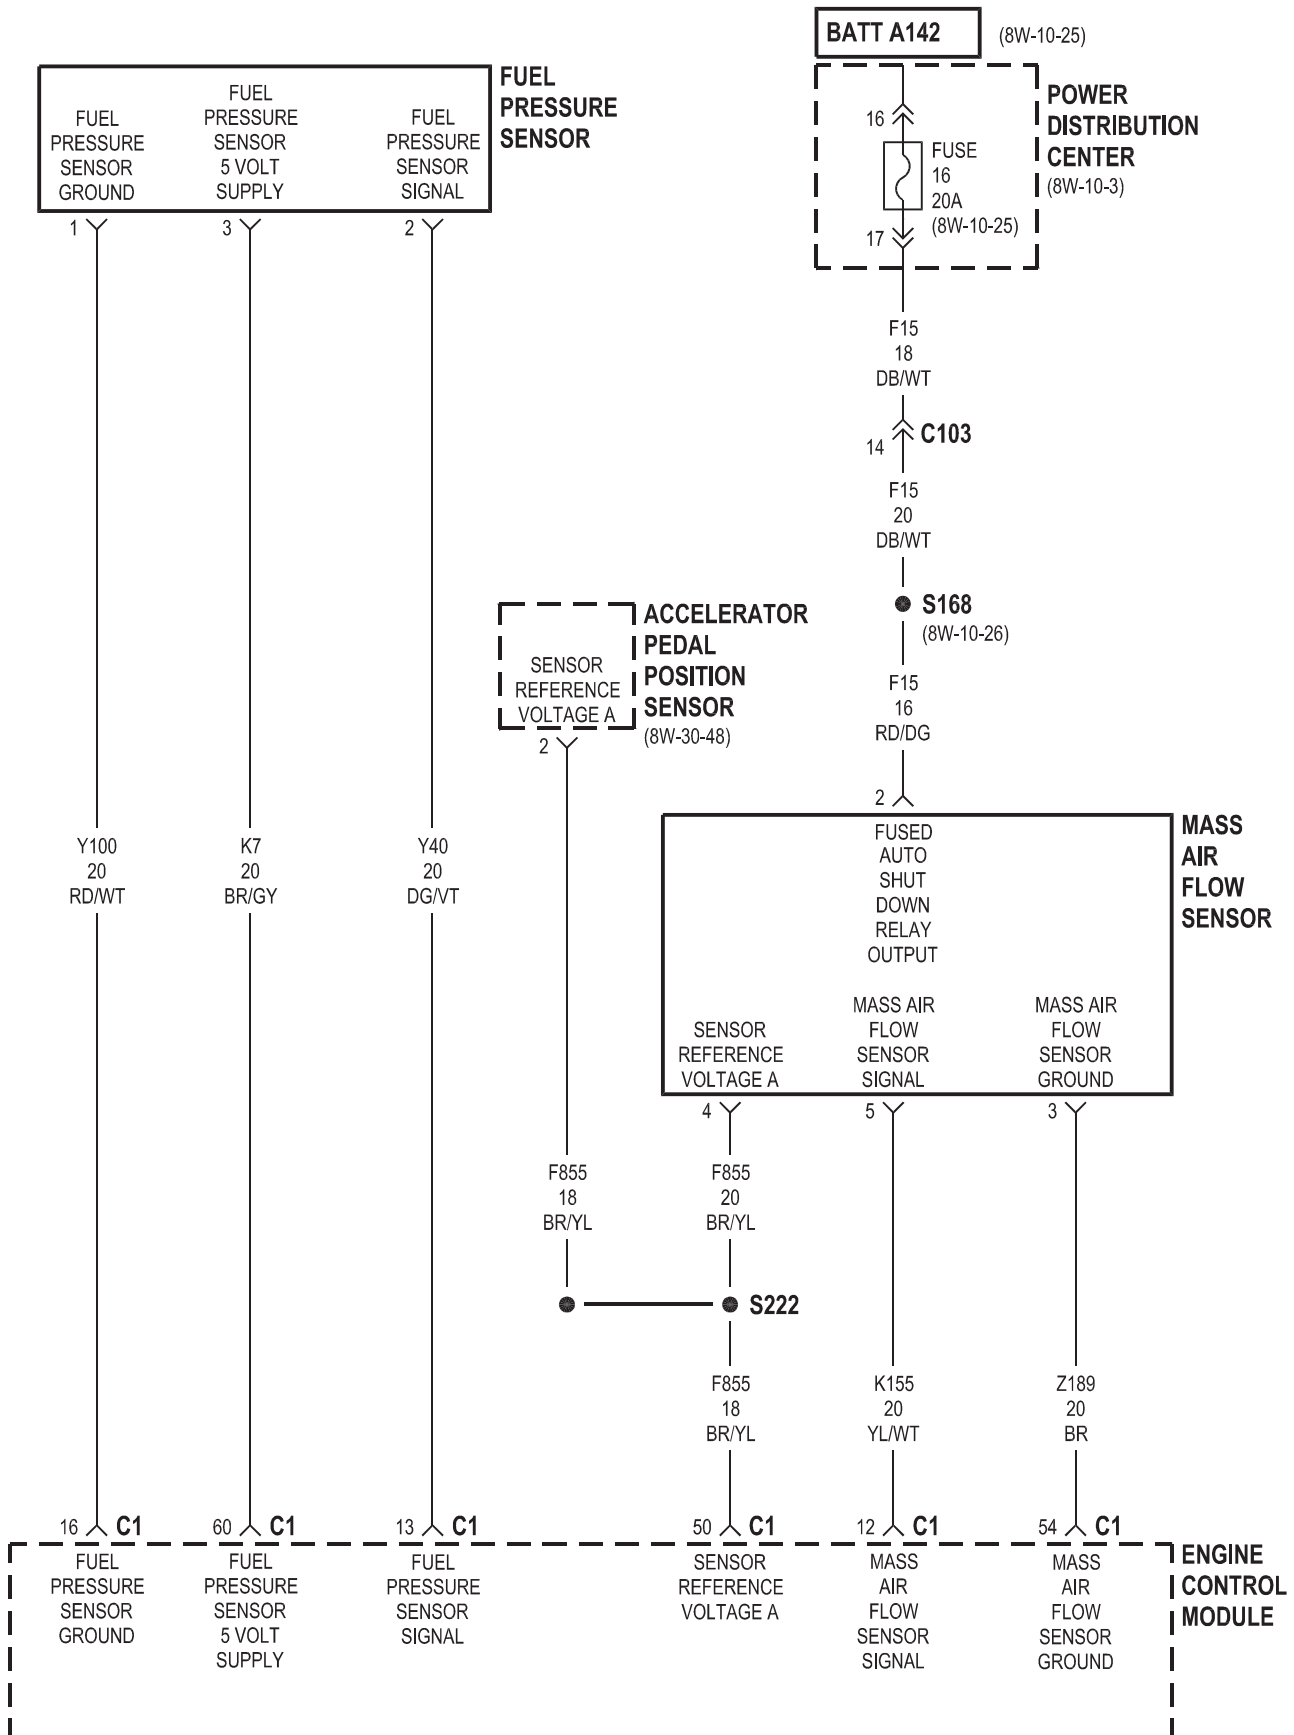 BATT A142
(8W-10-25)
FUEL
PRESSURE
SENSOR
FUEL
PRESSURE
SENSOR
GROUND
FUEL
PRESSURE
SENSOR
5 VOLT
SUPPLY
FUEL
PRESSURE
SENSOR
SIGNAL
1
3
2
POWER
DISTRIBUTION
CENTER
(8W-10-3)
16
FUSE
16
20A
(8W-10-25)
17
F15
18
DB/WT
14
C103
F15
20
DB/WT
S168
(8W-10-26)
F15
16
RD/DG
2
ACCELERATOR
PEDAL
POSITION
SENSOR
(8W-30-48)
SENSOR
REFERENCE
VOLTAGE A
2
Y100
20
RD/WT
K7
20
BR/GY
Y40
20
DG/VT
MASS
AIR
FLOW
SENSOR
FUSED
AUTO
SHUT
DOWN
RELAY
OUTPUT
SENSOR
REFERENCE
VOLTAGE A
MASS AIR
FLOW
SENSOR
SIGNAL
MASS AIR
FLOW
SENSOR
GROUND
4
5
3
F855
18
BR/YL
F855
20
BR/YL
S222
F855
18
BR/YL
K155
20
YL/WT
Z189
20
BR
16 C1
60 C1
13 C1
50 C1
12 C1
54 C1
ENGINE
CONTROL
MODULE
FUEL
PRESSURE
SENSOR
GROUND
FUEL
PRESSURE
SENSOR
5 VOLT
SUPPLY
FUEL
PRESSURE
SENSOR
SIGNAL
SENSOR
REFERENCE
VOLTAGE A
MASS
AIR
FLOW
SENSOR
SIGNAL
MASS
AIR
FLOW
SENSOR
GROUND